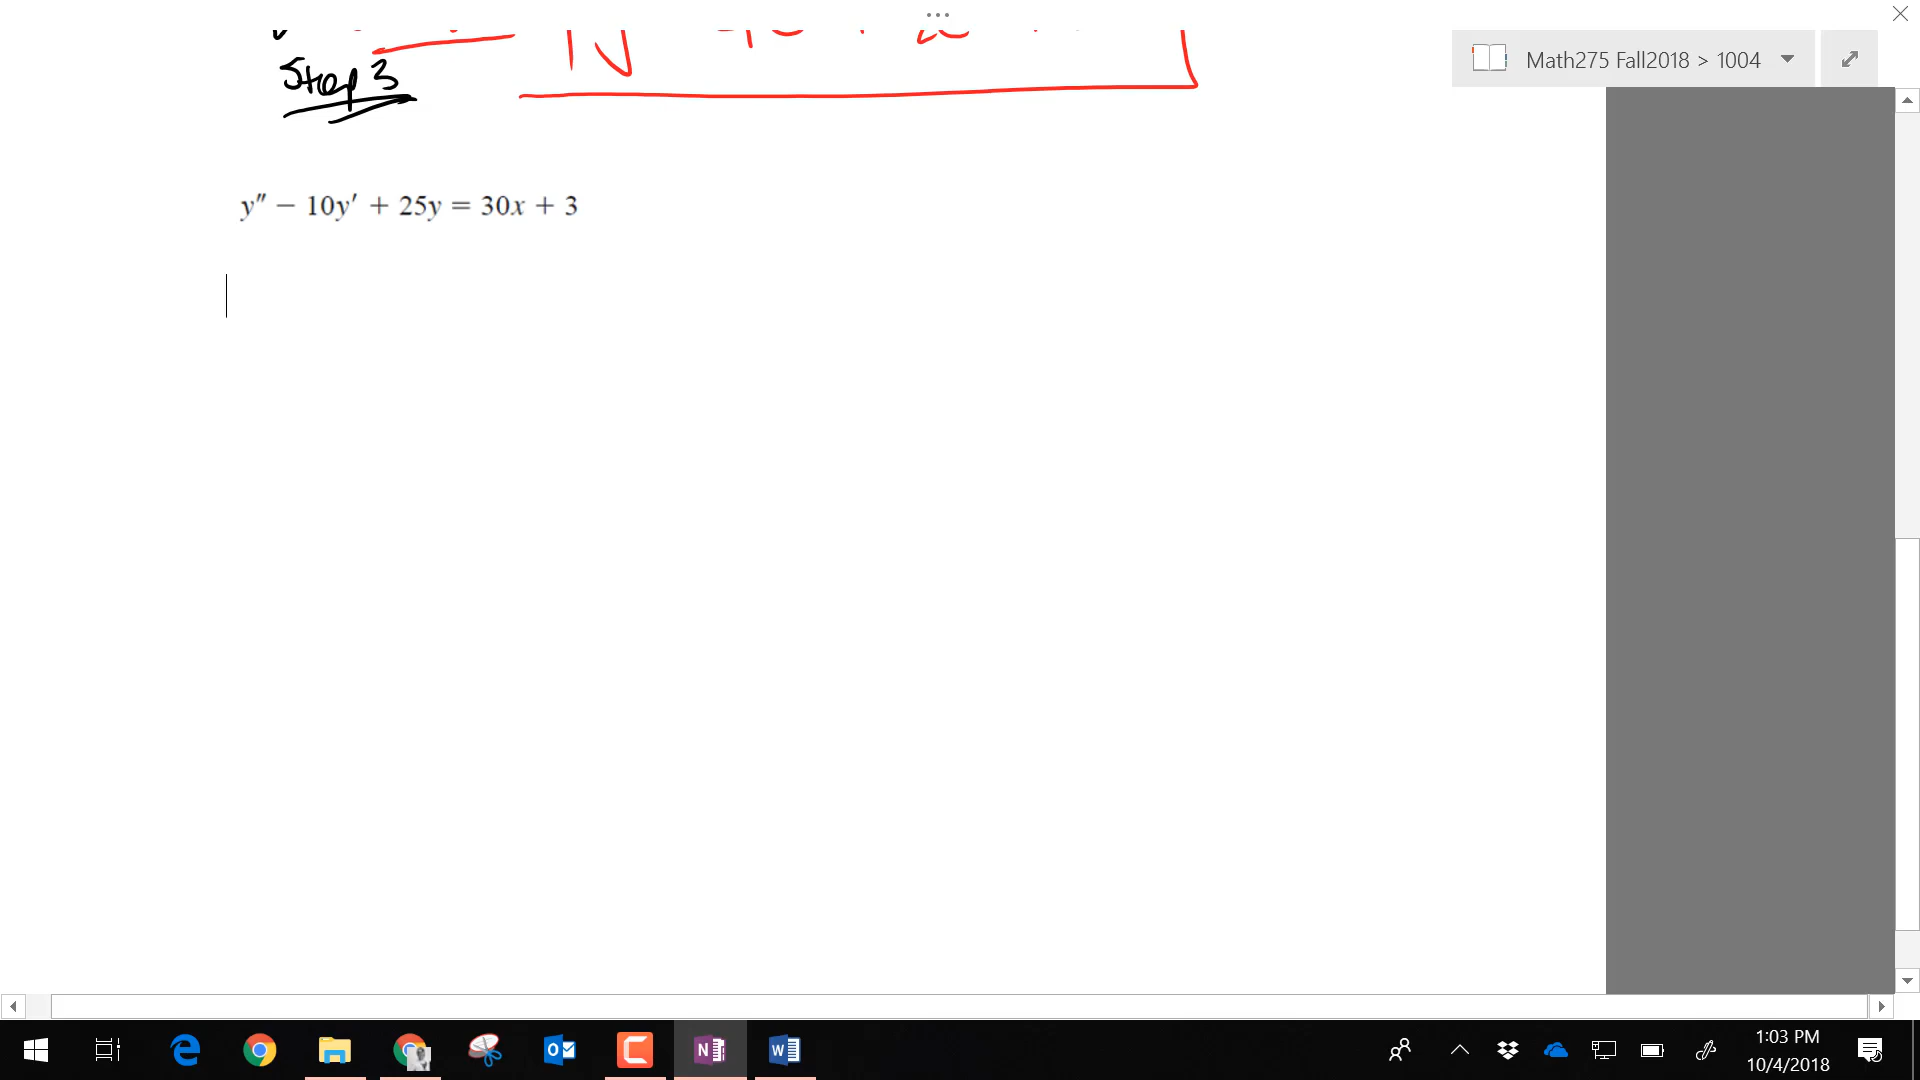 Math275 Fall2018 > 1004
Step 3
y″ − 10y′ + 25y = 30x + 3
1:03 PM
10/4/2018